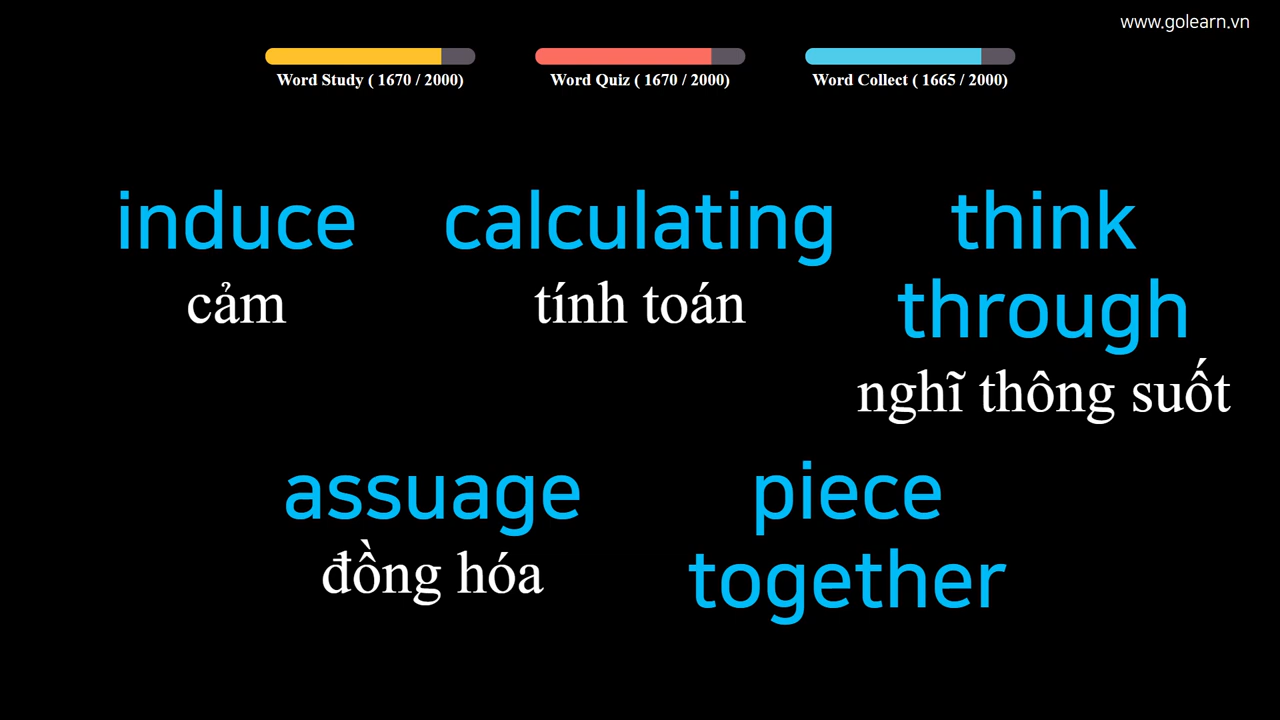 www.golearn.vn
Word Study ( 1670 / 2000)
Word Quiz ( 1670 / 2000)
Word Collect ( 1665 / 2000)
induce
cảm
calculating
tính toán
think
through
nghĩ thông suốt
assuage
đồng hóa
piece
together